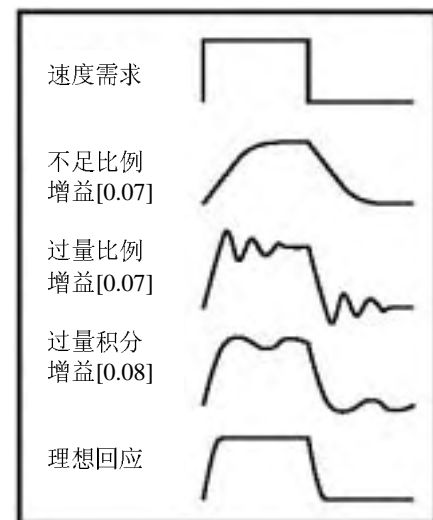 速度需求
不足比例
增益[0.07]
过量比例
增益[0.07]
过量积分
增益[0.08]
理想回应